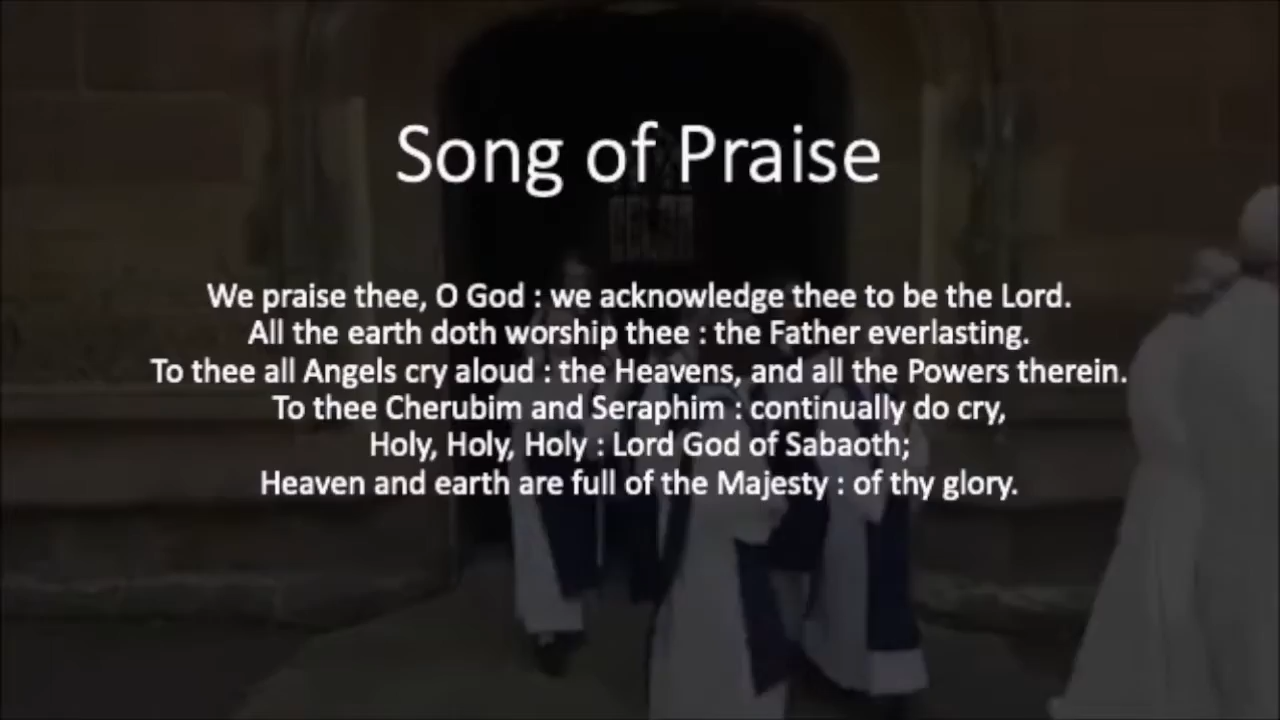 Song of Praise
We praise thee, O God : we acknowledge thee to be the Lord.
All the earth doth worship thee : the Father everlasting.
To thee all Angels cry aloud : the Heavens, and all the Powers therein.
To thee Cherubim and Seraphim : continually do cry,
Holy, Holy, Holy : Lord God of Sabaoth;
Heaven and earth are full of the Majesty : of thy glory.